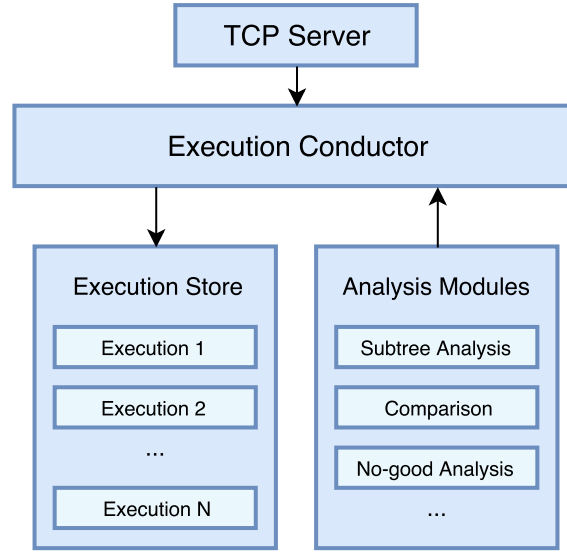 TCP Server
Execution Conductor
Execution Store
Execution 1
Execution 2
...
Execution N
Analysis Modules
Subtree Analysis
Comparison
No-good Analysis
...